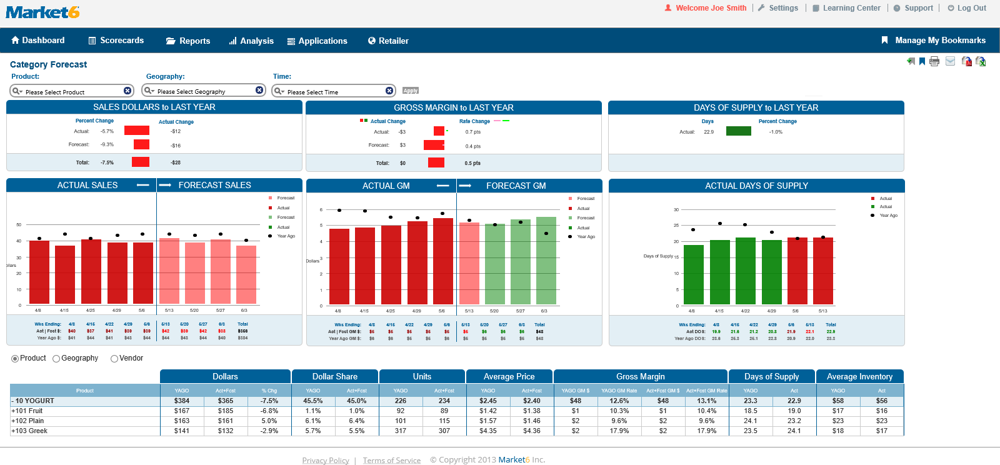 Market6
Welcome Joe Smith | Settings | Learning Center | Support | Log Out
Dashboard Scorecards Reports Analysis Applications Retailer Manage My Bookmarks
Category Forecast
Product: Geography: Time:
Please Select Product Please Select Geography Please Select Time Apply
SALES DOLLARS to LAST YEAR
Percent Change Actual Change
Actual: -5.7% -$12
Forecast: -9.3% -$16
Total: -7.5% -$28
GROSS MARGIN to LAST YEAR
Actual Change Rate Change
Actual: -$3 0.7 pts
Forecast: $3 0.4 pts
Total: $0 0.5 pts
DAYS OF SUPPLY to LAST YEAR
Days Percent Change
Actual: 22.9 -1.0%
ACTUAL SALES FORECAST SALES
Forecast
Actual
Forecast
Actual
Year Ago
50
40
30
ollars
20
10
0
4/8 4/15 4/25 4/29 5/6 5/13 5/20 5/27 6/3
Wks Ending: 4/8 4/15 4/22 4/29 5/6 5/13 5/20 5/27 6/3 Total
Act | Fcst $: $40 $37 $41 $39 $39 $42 $39 $42 $38
Year Ago $: $41 $44 $41 $43 $44 $44 $43 $44 $40 $384
ACTUAL GM FORECAST GM
Forecast
Actual
Forecast
Actual
Year Ago
6
5
4
Dollars 3
2
1
0
4/8 4/15 4/25 4/29 5/6 5/13 5/20 5/27 6/3
Wks Ending: 4/8 4/15 4/22 4/29 5/6 5/13 5/20 5/27 6/3 Total
Act | Fcst GM $: $5 $5 $5 $5 $5 $5 $6 $6 $6 $48
Year Ago GM $: $6 $6 $5 $5 $6 $5 $5 $5 $5 $48
ACTUAL DAYS OF SUPPLY
Actual
Actual
Year Ago
30
25
20
Days of Supply 15
10
5
0
4/8 4/15 4/22 4/29 5/6 5/13
Wks Ending: 4/8 4/15 4/22 4/29 5/6 5/13 Total
Act DOS: 19.9 21.6 21.2 20.3 21.9 22.1 22.9
Year Ago DOS: 23.6 25.3 25.1 22.3 20.9 22.0 23.3
Product Geography Vendor
Dollars Dollar Share Units Average Price Gross Margin Days of Supply Average Inventory
Product YAGO Act+Fcst % Chg YAGO Act+Fcst YAGO Act+Fcst YAGO Act+Fcst YAGO GM $ YAGO GM Rate Act+Fcst GM $ Act+Fcst GM Rate YAGO Act YAGO Act
- 10 YOGURT $384 $365 -7.5% 45.5% 45.0% 226 234 $2.45 $2.40 $48 12.6% $48 13.1% 23.3 22.9 $58 $56
+101 Fruit $167 $185 -6.8% 1.1% 1.0% 92 89 $1.42 $1.38 $1 10.3% $1 10.4% 18.5 19.0 $17 $16
+102 Plain $163 $161 5.0% 6.1% 6.4% 101 115 $1.57 $1.46 $2 9.6% $2 9.6% 24.1 23.2 $23 $23
+103 Greek $141 $132 -2.9% 5.7% 5.5% 317 307 $4.35 $4.36 $2 17.9% $2 17.9% 23.5 24.1 $18 $17
Privacy Policy | Terms of Service © Copyright 2013 Market6 Inc.